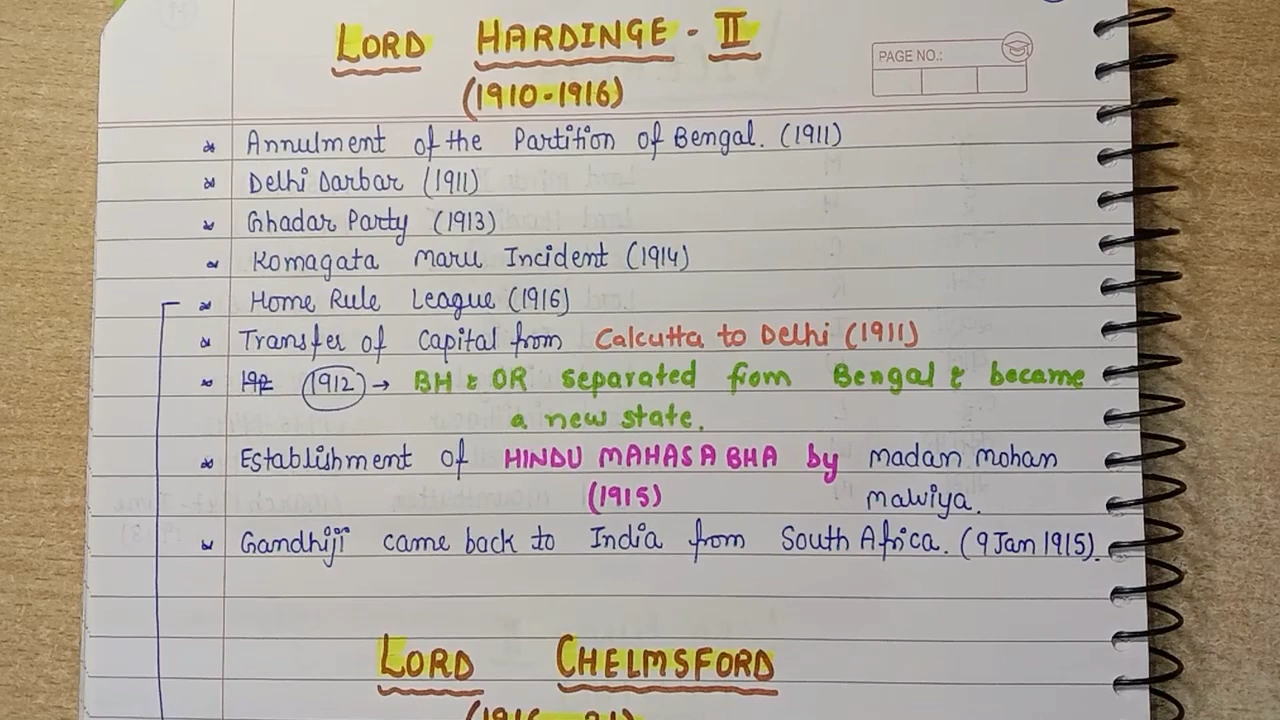 LORD HARDINGE - II
(1910-1916)
PAGE NO.:
Annulment of the Partition of Bengal. (1911)
Delhi Darbar (1911)
Ghadar Party (1913)
Komagata maru Incident (1914)
Home Rule League (1916)
Transfer of Capital from Calcutta to Delhi (1911)
1912 → BH & OR separated from Bengal & became
a new state.
Establishment of HINDU MAHASABHA by madan mohan
(1915) malviya.
Gandhiji came back to India from South Africa. (9 Jan 1915).
LORD CHELMSFORD